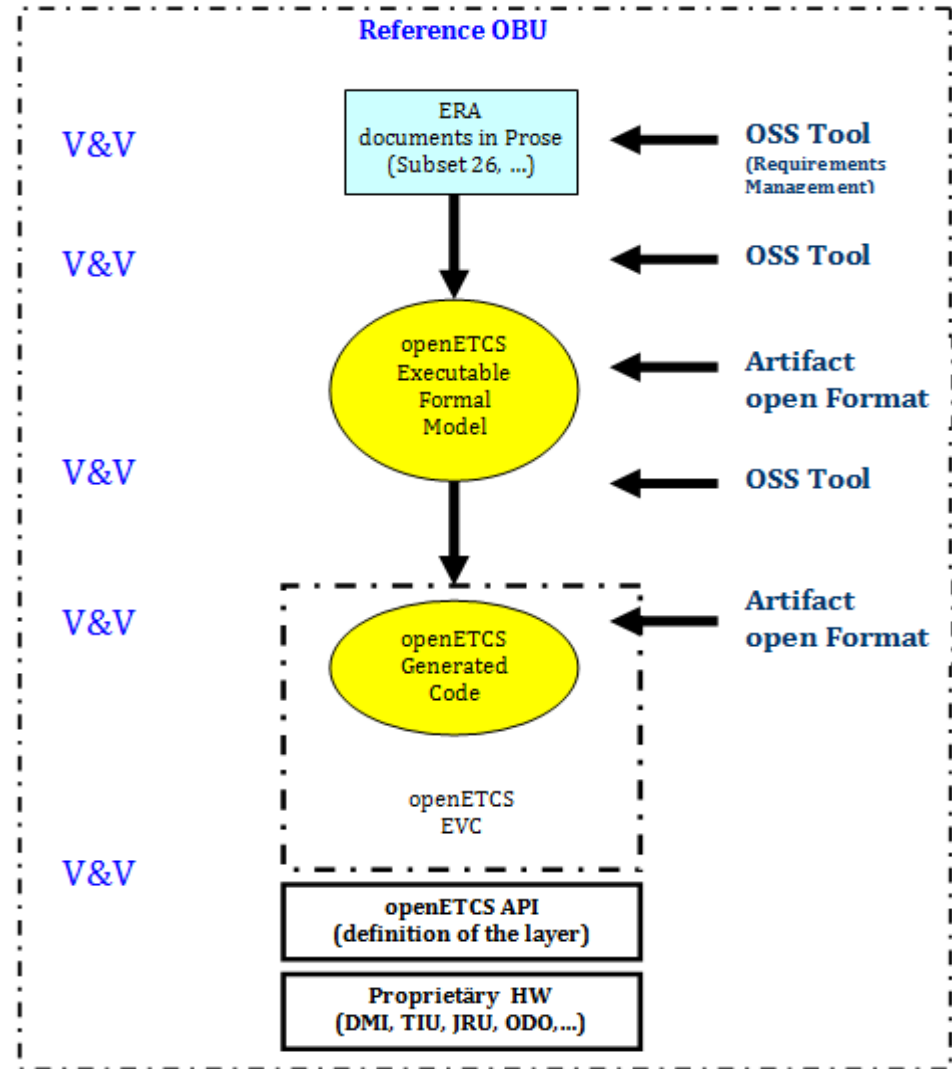 Reference OBU
V&V
ERA
documents in Prose
(Subset 26, ...)
OSS Tool
(Requirements
Management)
V&V
OSS Tool
openETCS
Executable
Formal
Model
Artifact
open Format
V&V
OSS Tool
V&V
openETCS
Generated
Code
Artifact
open Format
openETCS
EVC
V&V
openETCS API
(definition of the layer)
Proprietäry HW
(DMI, TIU, JRU, ODO,...)